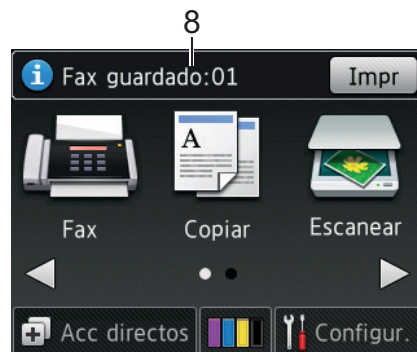 8
Fax guardado:01 Impr
A
Fax Copiar Escanear
Acc directos Configur.